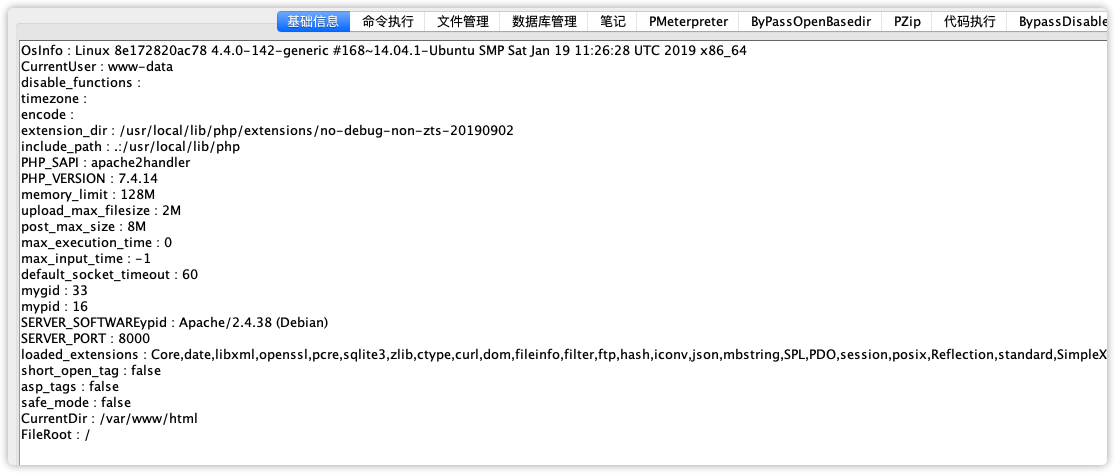 基础信息 命令执行 文件管理 数据库管理 笔记 PMeterpreter ByPassOpenBasedir PZip 代码执行 BypassDisable
OsInfo : Linux 8e172820ac78 4.4.0-142-generic #168~14.04.1-Ubuntu SMP Sat Jan 19 11:26:28 UTC 2019 x86_64
CurrentUser : www-data
disable_functions :
timezone :
encode :
extension_dir : /usr/local/lib/php/extensions/no-debug-non-zts-20190902
include_path : .:/usr/local/lib/php
PHP_SAPI : apache2handler
PHP_VERSION : 7.4.14
memory_limit : 128M
upload_max_filesize : 2M
post_max_size : 8M
max_execution_time : 0
max_input_time : -1
default_socket_timeout : 60
mygid : 33
mypid : 16
SERVER_SOFTWAREypid : Apache/2.4.38 (Debian)
SERVER_PORT : 8000
loaded_extensions : Core,date,libxml,openssl,pcre,sqlite3,zlib,ctype,curl,dom,fileinfo,filter,ftp,hash,iconv,json,mbstring,SPL,PDO,session,posix,Reflection,standard,SimpleX
short_open_tag : false
asp_tags : false
safe_mode : false
CurrentDir : /var/www/html
FileRoot : /